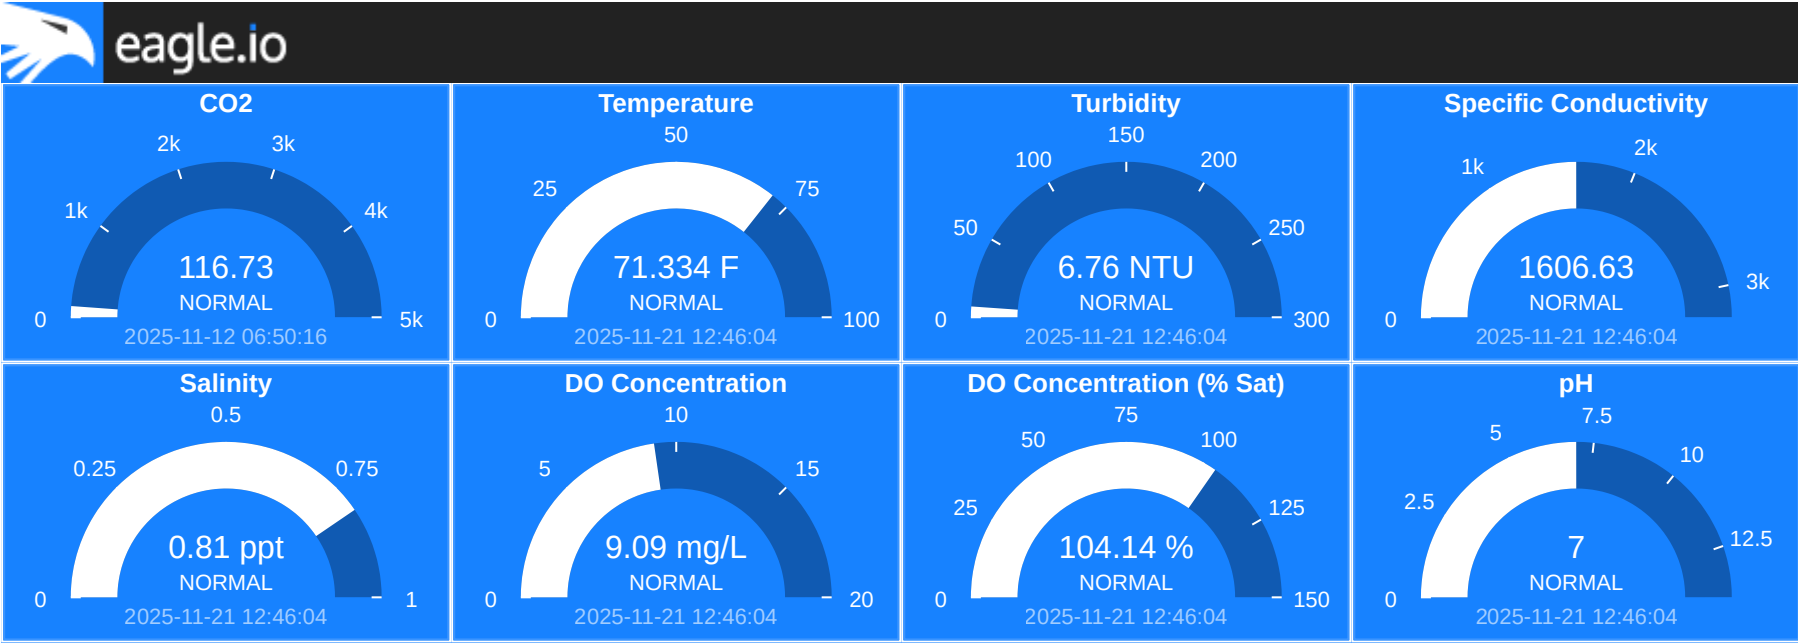 eagle.io
CO2
2k 3k
1k 4k
116.73
NORMAL
0 5k
2025-11-12 06:50:16
Temperature
50
25 75
71.334 F
NORMAL
0 100
2025-11-21 12:46:04
Turbidity
150
100 200
50 250
6.76 NTU
NORMAL
0 300
2025-11-21 12:46:04
Specific Conductivity
2k
1k
1606.63
3k
NORMAL
0
2025-11-21 12:46:04
Salinity
0.5
0.25 0.75
0.81 ppt
NORMAL
0 1
2025-11-21 12:46:04
DO Concentration
10
5 15
9.09 mg/L
NORMAL
0 20
2025-11-21 12:46:04
DO Concentration (% Sat)
75
50 100
25 125
104.14 %
NORMAL
0 150
2025-11-21 12:46:04
pH
7.5
5 10
2.5
12.5
7
NORMAL
0
2025-11-21 12:46:04